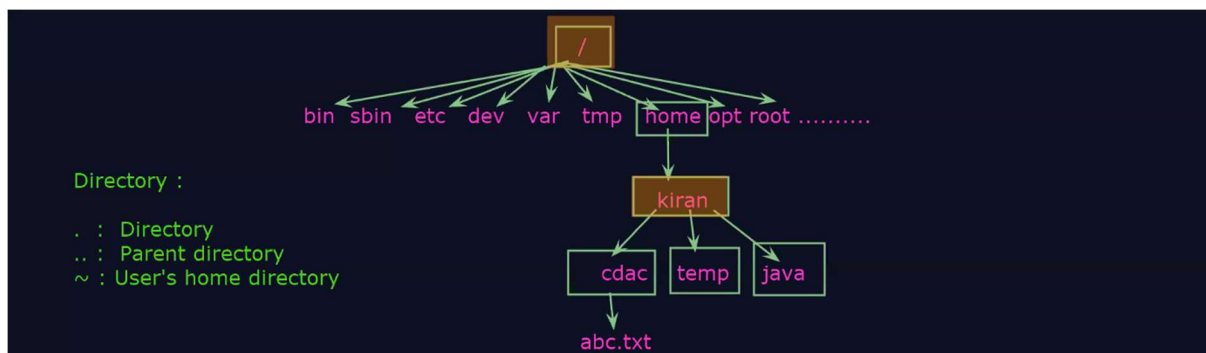 /
bin sbin etc dev var tmp home opt root ..........
Directory :
kiran
. : Directory
.. : Parent directory
~ : User's home directory
cdac temp java
abc.txt